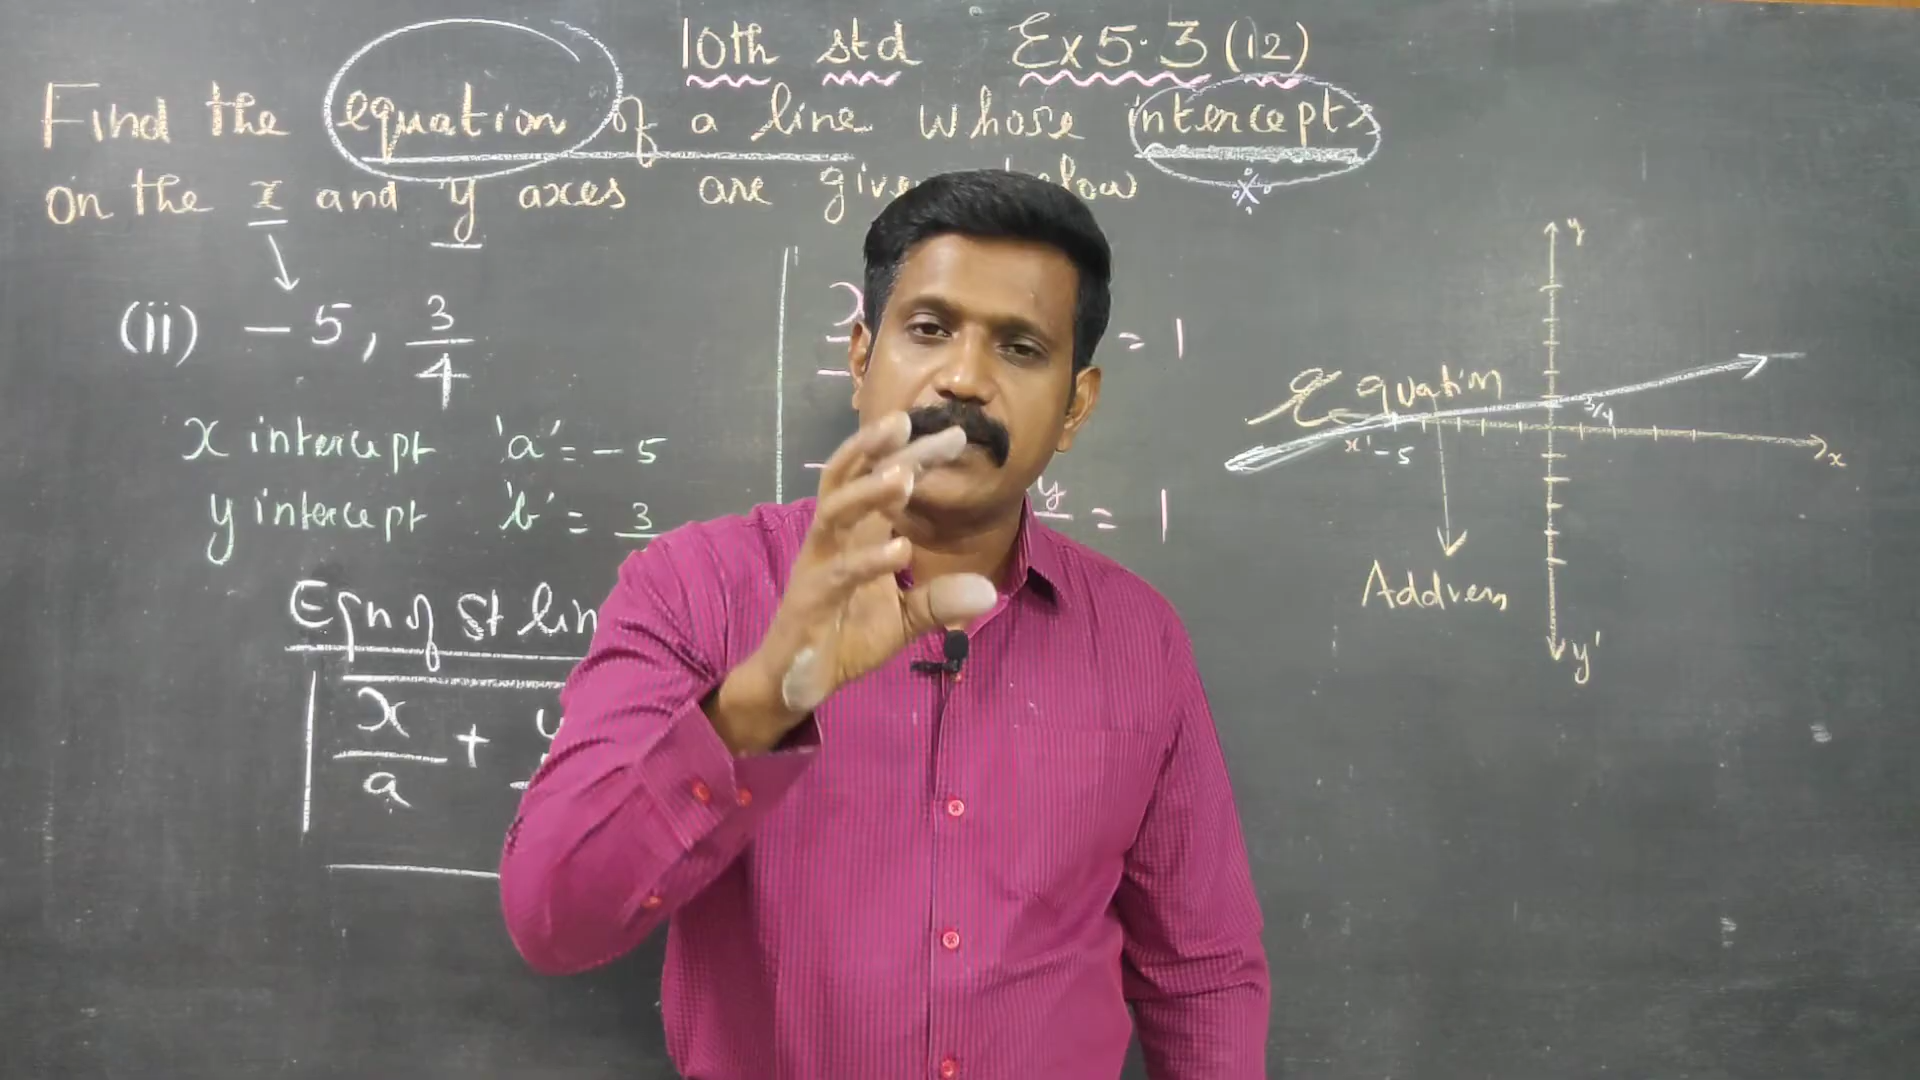 10th std Ex 5.3 (12)
Find the equation of a line whose intercepts
on the x and y axes are given below
(ii) -5, 3/4
x intercept 'a' = -5
y intercept 'b' = 3
Eqn of st lin
x/a + y
x = 1
y = 1
Equation
y
3/4
x' -5
x
Address
y'